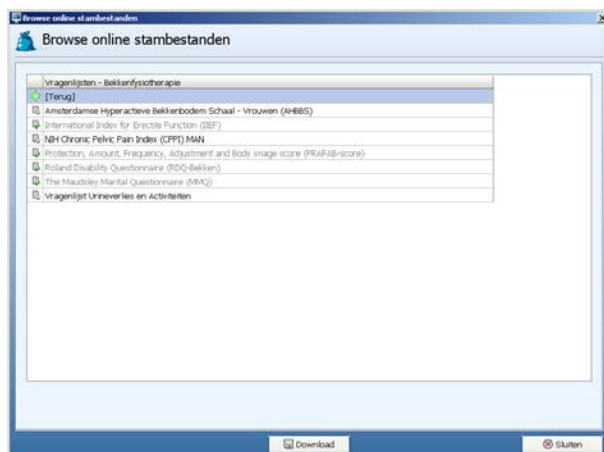 Browse online stambestanden
Browse online stambestanden
Vragenlijsten - Bekkenfysiotherapie
[Terug]
Amsterdamse Hyperactieve Bekkenbodem Schaal - Vrouwen (AHBBS)
International Index for Erectile Function (IIEF)
NIH Chronic Pelvic Pain Index (CPPI) MAN
Protection, Amount, Frequency, Adjustment and Body image score (PRAFAB-score)
Roland Disability Questionnaire (RDQ-Bekken)
The Maudsley Marital Questionnaire (MMQ)
Vragenlijst Urineverlies en Activiteiten
Download
Sluiten